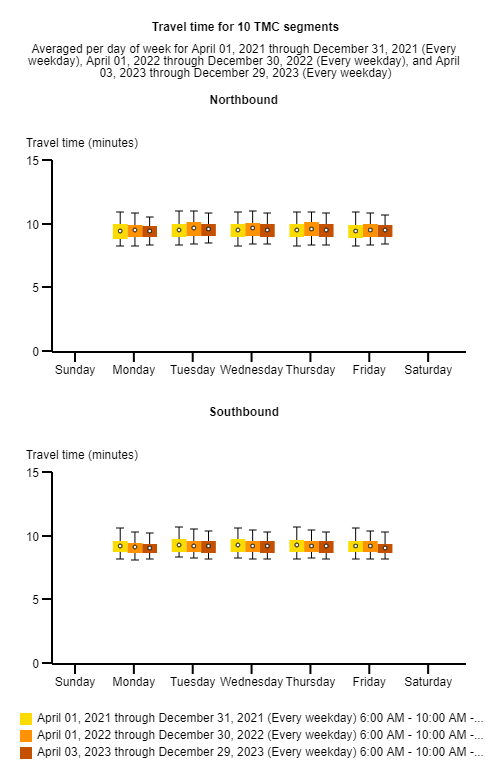 Travel time for 10 TMC segments
Averaged per day of week for April 01, 2021 through December 31, 2021 (Every
weekday), April 01, 2022 through December 30, 2022 (Every weekday), and April
03, 2023 through December 29, 2023 (Every weekday)
Northbound
Travel time (minutes)
15
10
5
0
Sunday Monday Tuesday Wednesday Thursday Friday Saturday
Southbound
Travel time (minutes)
15
10
5
0
Sunday Monday Tuesday Wednesday Thursday Friday Saturday
April 01, 2021 through December 31, 2021 (Every weekday) 6:00 AM - 10:00 AM -...
April 01, 2022 through December 30, 2022 (Every weekday) 6:00 AM - 10:00 AM -...
April 03, 2023 through December 29, 2023 (Every weekday) 6:00 AM - 10:00 AM -...